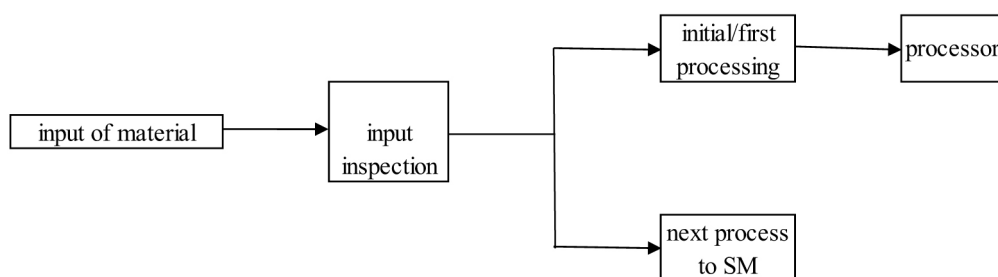 initial/first
processing
processor
input of material
input
inspection
next process
to SM